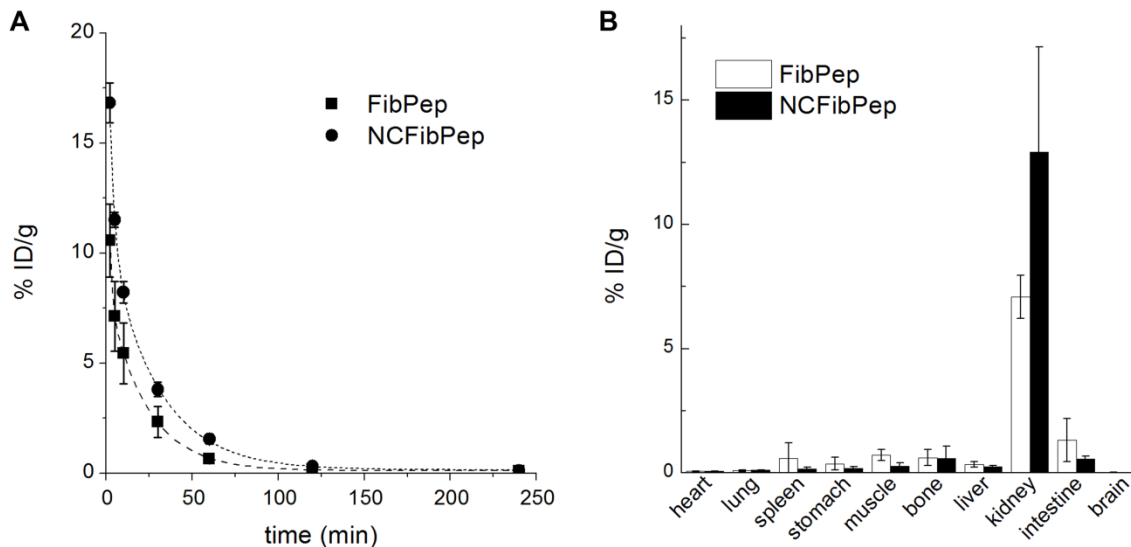 A
20
15
10
5
0
% ID/g
0 50 100 150 200 250
time (min)
FibPep
NCFibPep
B
FibPep
NCFibPep
15
10
5
0
% ID/g
heart lung spleen stomach muscle bone liver kidney intestine brain